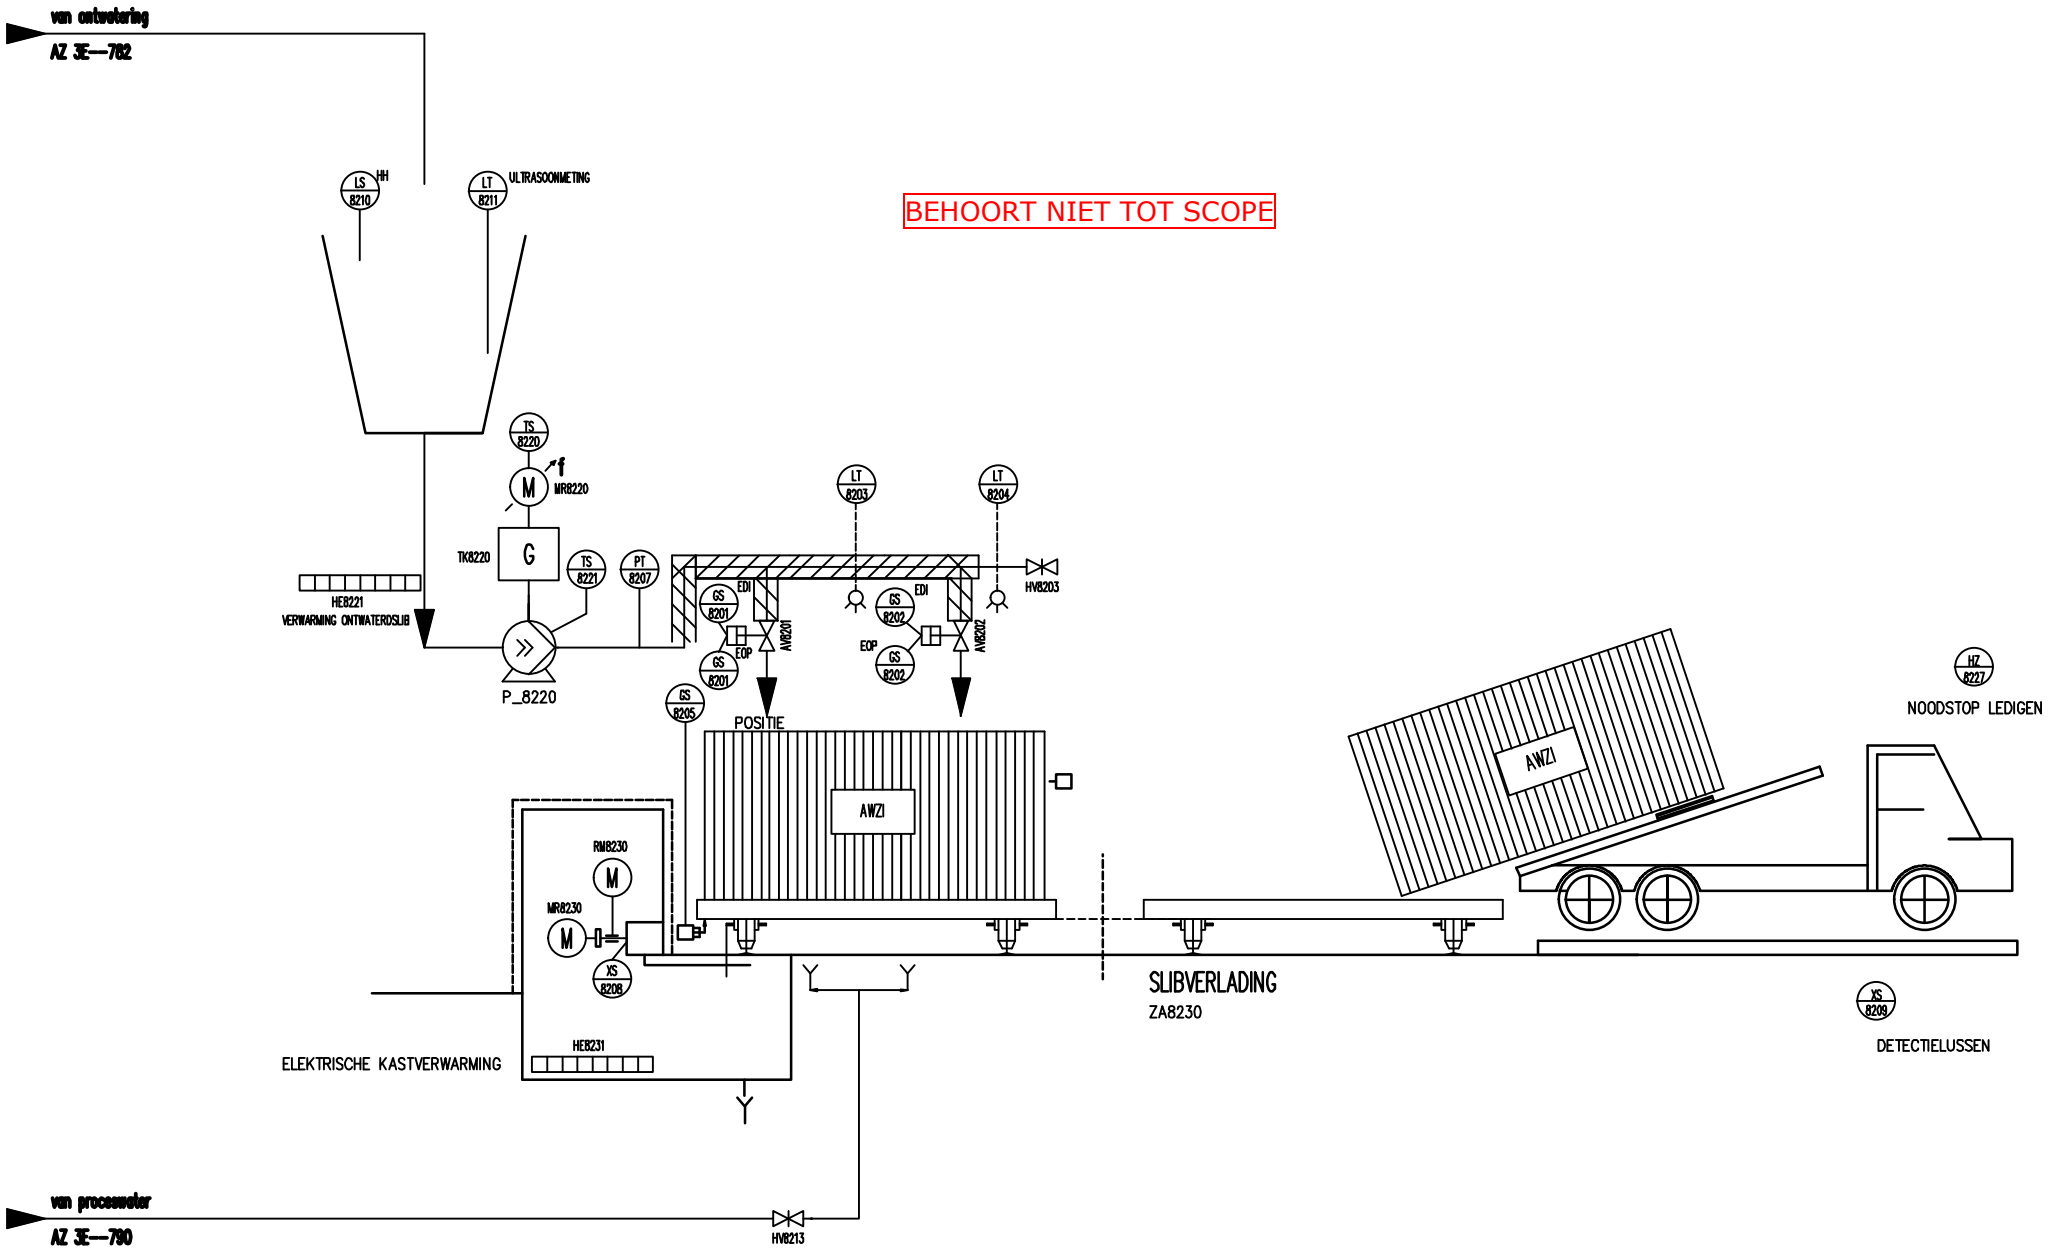 van ontwatering
AZ 3E--782
LS
8210
HH
LT
8211
ULTRASOONMETING
BEHOORT NIET TOT SCOPE
TS
8220
f
M
MR8220
LT
8203
LT
8204
TK8220
G
TS
8221
PT
8207
HE8221
VERWARMING ONTWATERDSLIB
HV8203
GS
8201
EDI
GS
8202
EDI
AV8201
AV8202
EOP
GS
8201
EOP
GS
8202
P_8220
GS
8205
POSITIE
HZ
8227
NOODSTOP LEDIGEN
AWZI
AWZI
RM8230
M
MR8230
M
XS
8208
SLIBVERLADING
ZA8230
XS
8209
DETECTIELUSSEN
HE8231
ELEKTRISCHE KASTVERWARMING
van proceswater
AZ 3E--790
HV8213